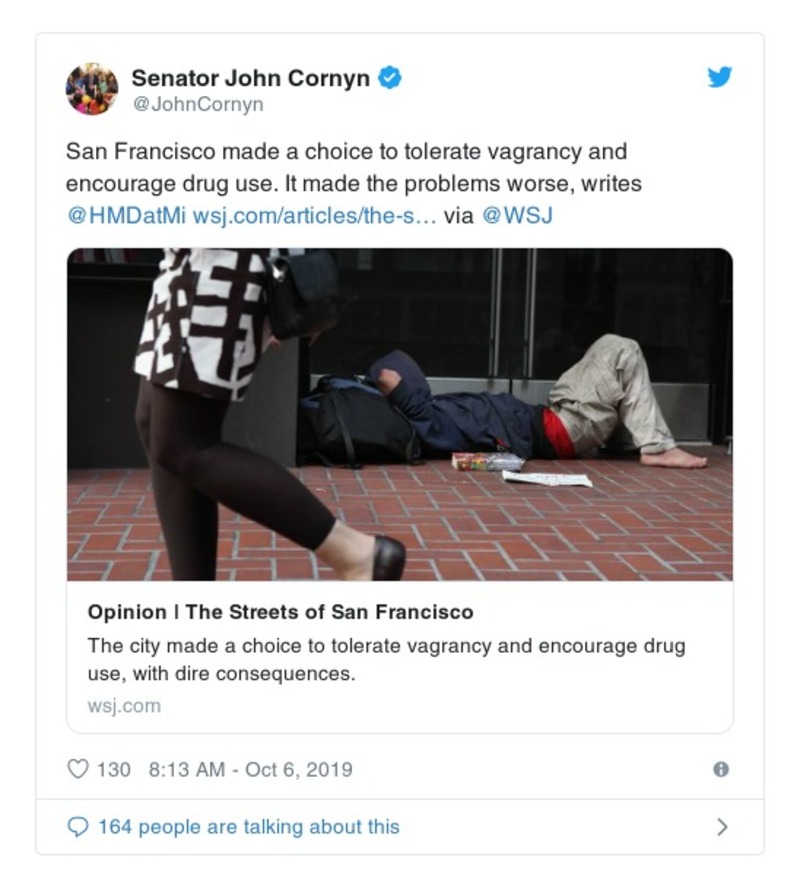 Senator John Cornyn
@JohnCornyn
San Francisco made a choice to tolerate vagrancy and
encourage drug use. It made the problems worse, writes
@HMDatMi wsj.com/articles/the-s… via @WSJ
Opinion | The Streets of San Francisco
The city made a choice to tolerate vagrancy and encourage drug
use, with dire consequences.
wsj.com
130 8:13 AM - Oct 6, 2019
164 people are talking about this